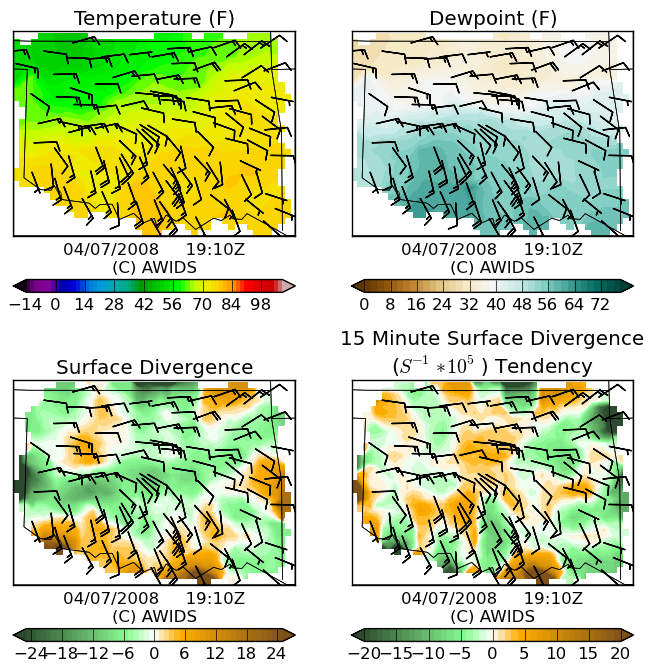 Temperature (F)
Dewpoint (F)
04/07/2008 19:10Z
(C) AWIDS
−14 0 14 28 42 56 70 84 98
04/07/2008 19:10Z
(C) AWIDS
0 8 16 24 32 40 48 56 64 72
Surface Divergence
15 Minute Surface Divergence
(S⁻¹ *10⁵ ) Tendency
04/07/2008 19:10Z
(C) AWIDS
−24 −18 −12 −6 0 6 12 18 24
04/07/2008 19:10Z
(C) AWIDS
−20 −15 −10 −5 0 5 10 15 20